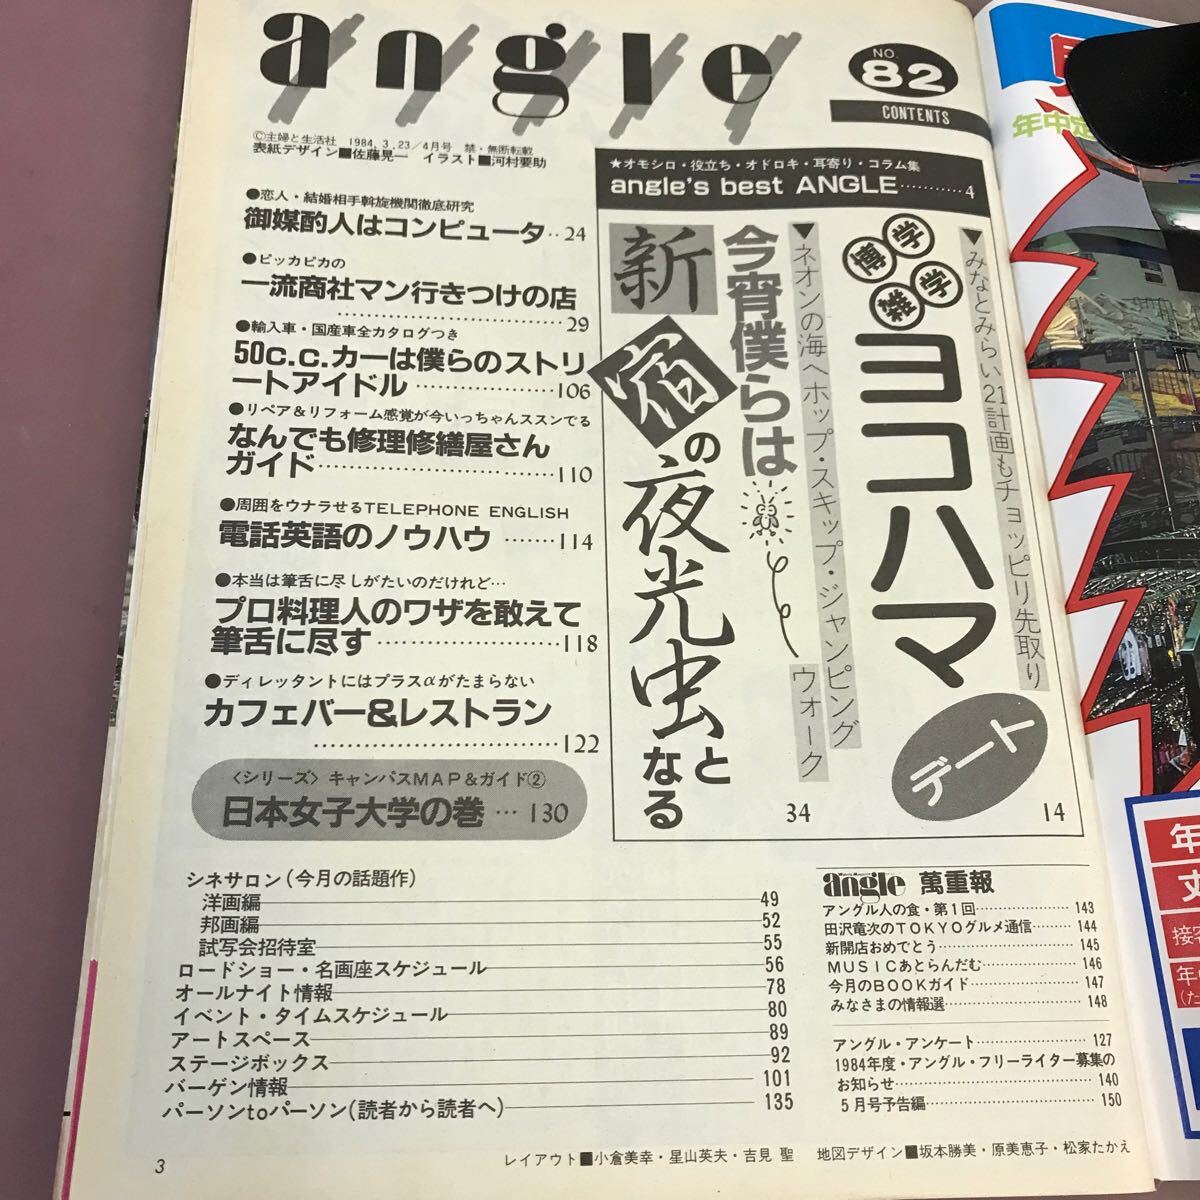 angle
NO.
82
CONTENTS
©主婦と生活社 1984.3.23/4月号 禁・無断転載
表紙デザイン■佐藤晃一 イラスト■河村要助
★オモシロ・役立ち・オドロキ・耳寄り・コラム集
angle's best ANGLE…………4
●恋人・結婚相手斡旋機関徹底研究
御媒酌人はコンピュータ‥24
●ピッカピカの
一流商社マン行きつけの店
…………………………29
●輸入車・国産車全カタログつき
50c.c.カーは僕らのストリ
ートアイドル………………106
●リペア&リフォーム感覚が今いっちゃんススンでる
なんでも修理修繕屋さん
ガイド…………………………110
●周囲をウナラせるTELEPHONE ENGLISH
電話英語のノウハウ ……114
●本当は筆舌に尽しがたいのだけれど…
プロ料理人のワザを敢えて
筆舌に尽す…………………118
●ディレッタントにはプラスαがたまらない
カフェバー&レストラン
…………………………122
〈シリーズ〉キャンパスMAP&ガイド②
日本女子大学の巻 … 130
▼みなとみらい21計画もチョッピリ先取り
博学
雑学
ヨコハマ
デート
14
▼ネオンの海へホップ・スキップ・ジャンピング
ウォーク
今宵僕らは
新宿の夜光虫と
なる
34
シネサロン(今月の話題作)
洋画編 49
邦画編 52
試写会招待室 55
ロードショー・名画座スケジュール 56
オールナイト情報 78
イベント・タイムスケジュール 80
アートスペース 89
ステージボックス 92
バーゲン情報 101
パーソンtoパーソン(読者から読者へ) 135
angle 萬重報
アングル人の食・第1回………………143
田沢竜次のTOKYOグルメ通信………144
新開店おめでとう………………………145
MUSICあとらんだむ…………………146
今月のBOOKガイド…………………147
みなさまの情報選………………………148
アングル・アンケート…………………127
1984年度・アングル・フリーライター募集の
お知らせ…………………………………140
5月号予告編……………………………150
3
レイアウト■小倉美幸・星山英夫・吉見 聖 地図デザイン■坂本勝美・原美恵子・松家たかえ
年中